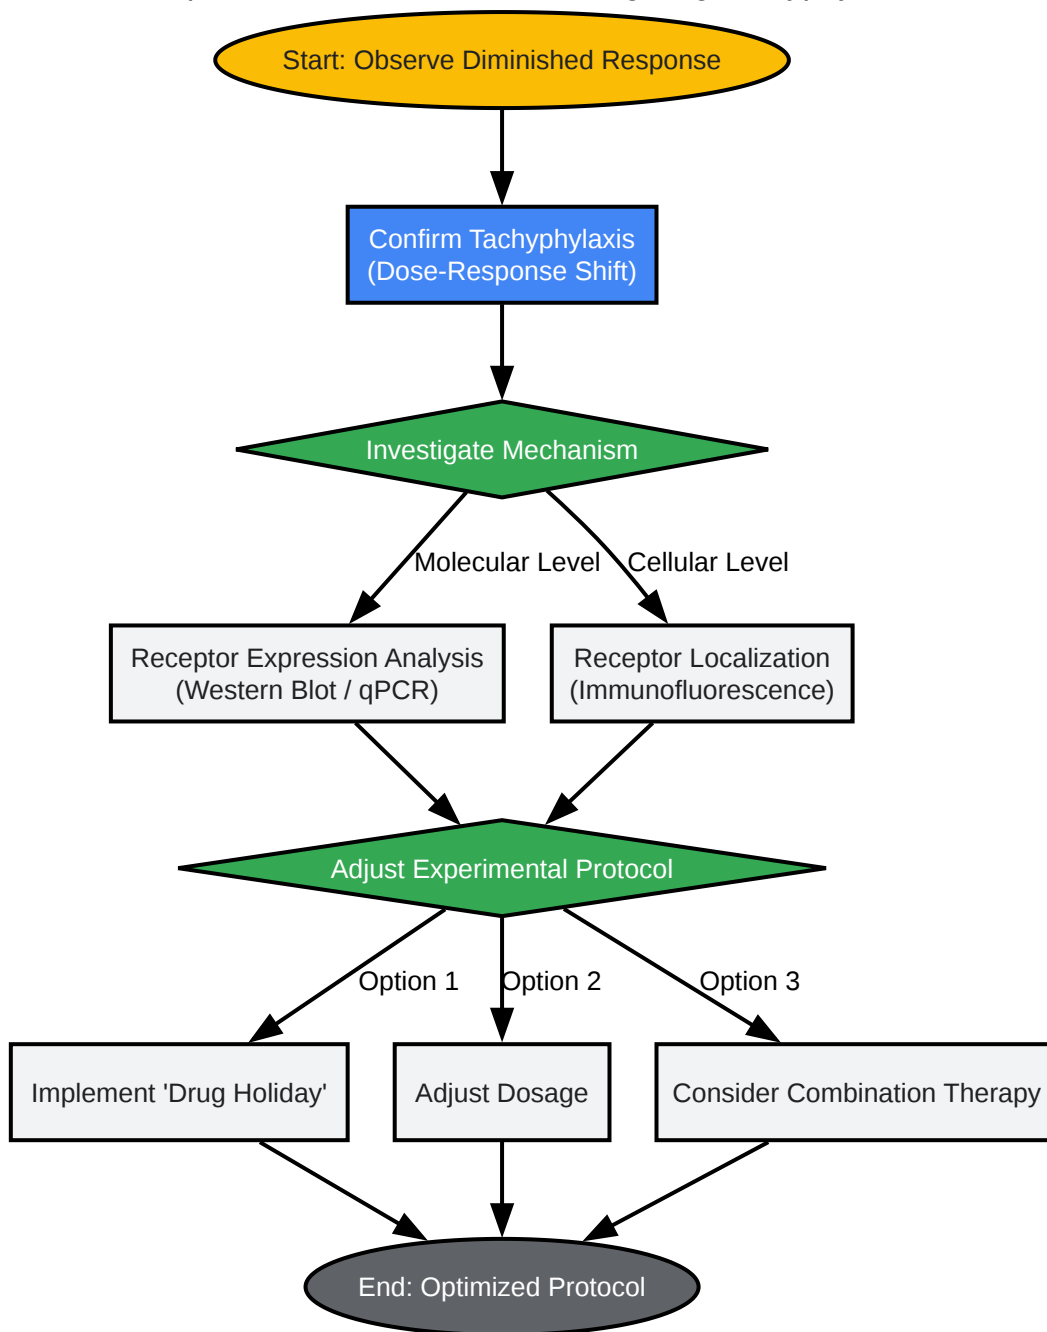 Start: Observe Diminished Response
Confirm Tachyphylaxis
(Dose-Response Shift)
Investigate Mechanism
Molecular Level
Cellular Level
Receptor Expression Analysis
(Western Blot / qPCR)
Receptor Localization
(Immunofluorescence)
Adjust Experimental Protocol
Option 1
Option 2
Option 3
Implement 'Drug Holiday'
Adjust Dosage
Consider Combination Therapy
End: Optimized Protocol